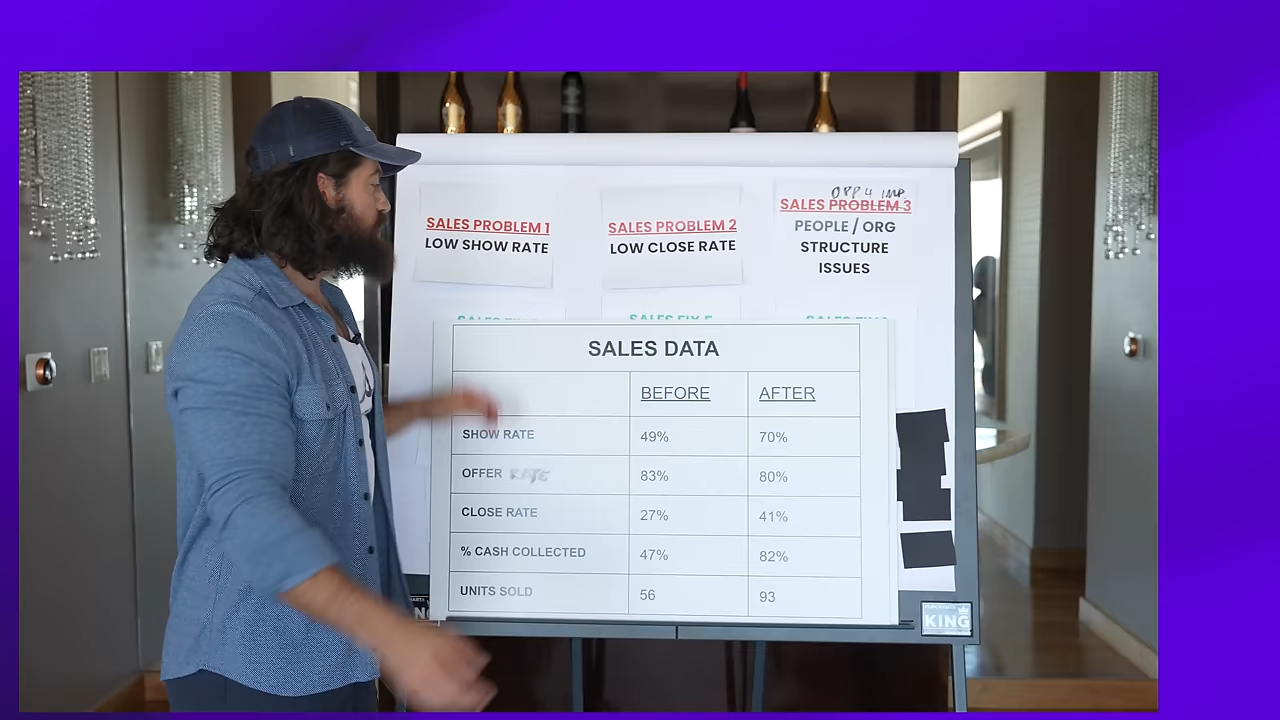 SALES PROBLEM 1
LOW SHOW RATE
SALES PROBLEM 2
LOW CLOSE RATE
OPP 4 IMP
SALES PROBLEM 3
PEOPLE / ORG
STRUCTURE
ISSUES
SALES DATA
BEFORE AFTER
SHOW RATE 49% 70%
OFFER RATE 83% 80%
CLOSE RATE 27% 41%
% CASH COLLECTED 47% 82%
UNITS SOLD 56 93
KING